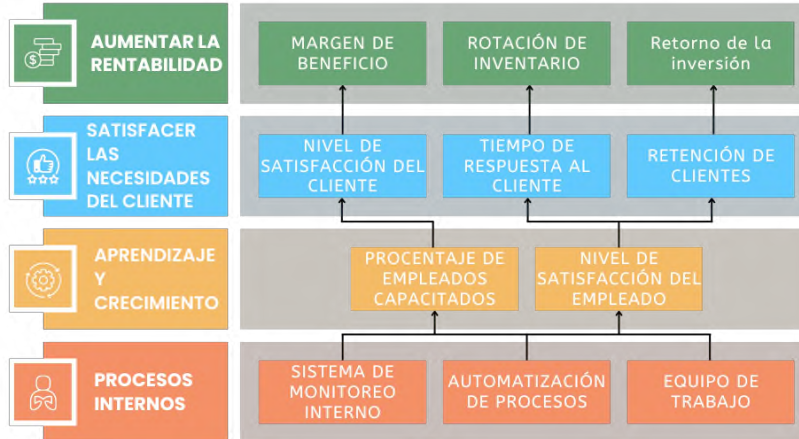 AUMENTAR LA
RENTABILIDAD
MARGEN DE
BENEFICIO
ROTACIÓN DE
INVENTARIO
Retorno de la
inversión
SATISFACER
LAS
NECESIDADES
DEL CLIENTE
NIVEL DE
SATISFACCIÓN DEL
CLIENTE
TIEMPO DE
RESPUESTA AL
CLIENTE
RETENCIÓN DE
CLIENTES
APRENDIZAJE
Y
CRECIMIENTO
PROCENTAJE DE
EMPLEADOS
CAPACITADOS
NIVEL DE
SATISFACCIÓN DEL
EMPLEADO
PROCESOS
INTERNOS
SISTEMA DE
MONITOREO
INTERNO
AUTOMATIZACIÓN
DE PROCESOS
EQUIPO DE
TRABAJO